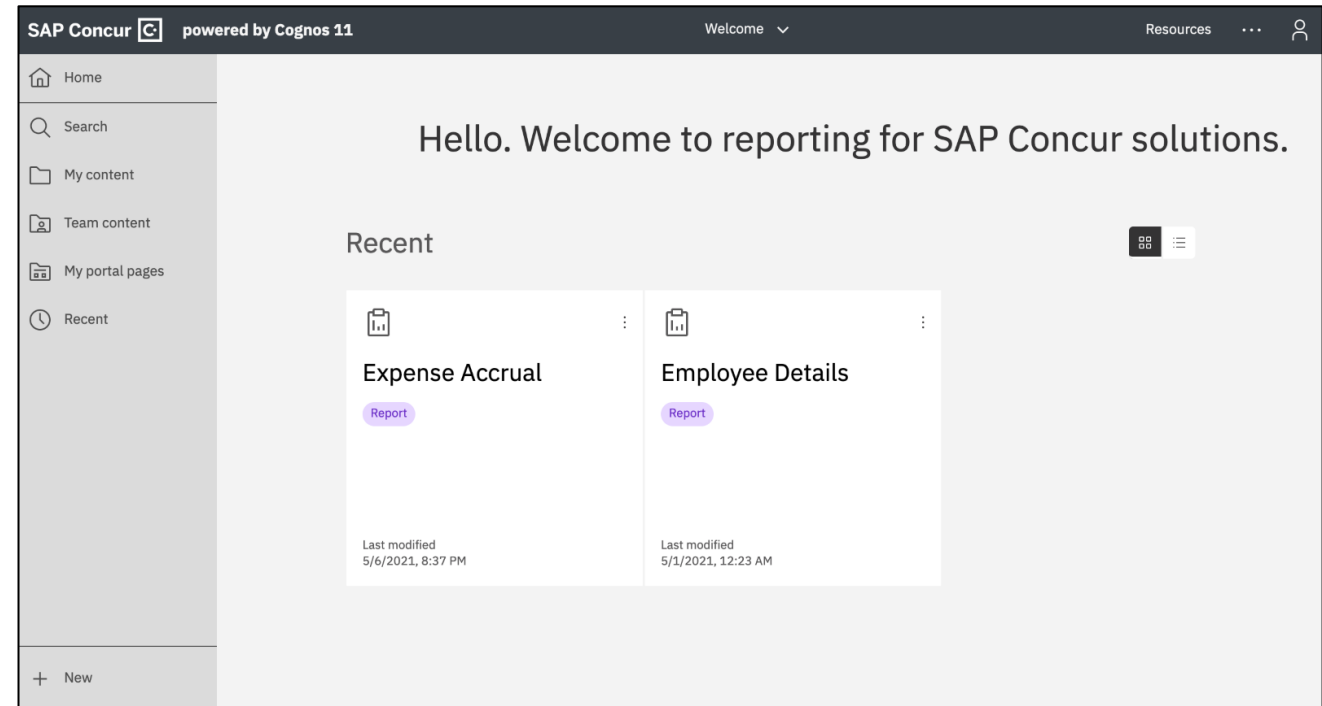 SAP Concur C powered by Cognos 11
Welcome
Resources
Home
Search
My content
Team content
My portal pages
Recent
New
Hello. Welcome to reporting for SAP Concur solutions.
Recent
Expense Accrual
Report
Last modified
5/6/2021, 8:37 PM
Employee Details
Report
Last modified
5/1/2021, 12:23 AM